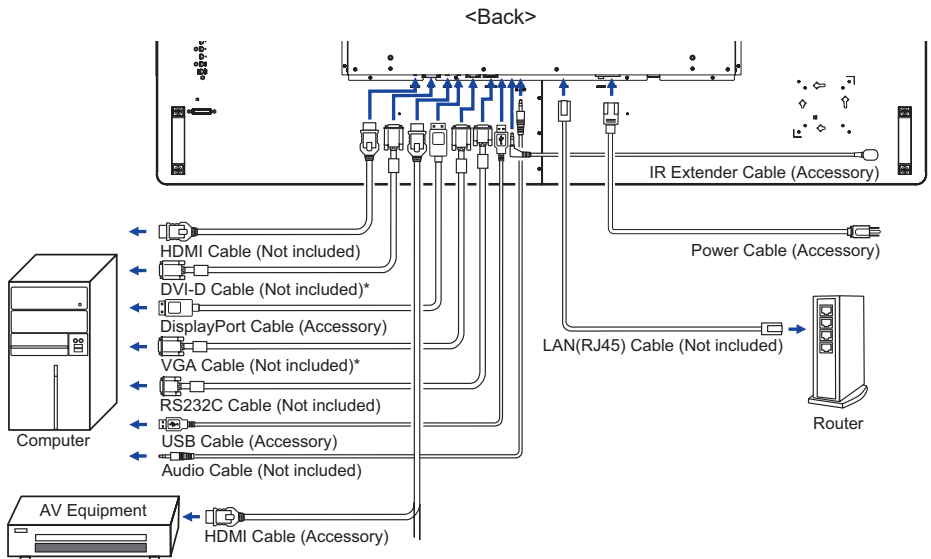 <Back>
IR Extender Cable (Accessory)
HDMI Cable (Not included)
Power Cable (Accessory)
DVI-D Cable (Not included)*
DisplayPort Cable (Accessory)
LAN(RJ45) Cable (Not included)
VGA Cable (Not included)*
RS232C Cable (Not included)
Router
Computer
USB Cable (Accessory)
Audio Cable (Not included)
AV Equipment
HDMI Cable (Accessory)